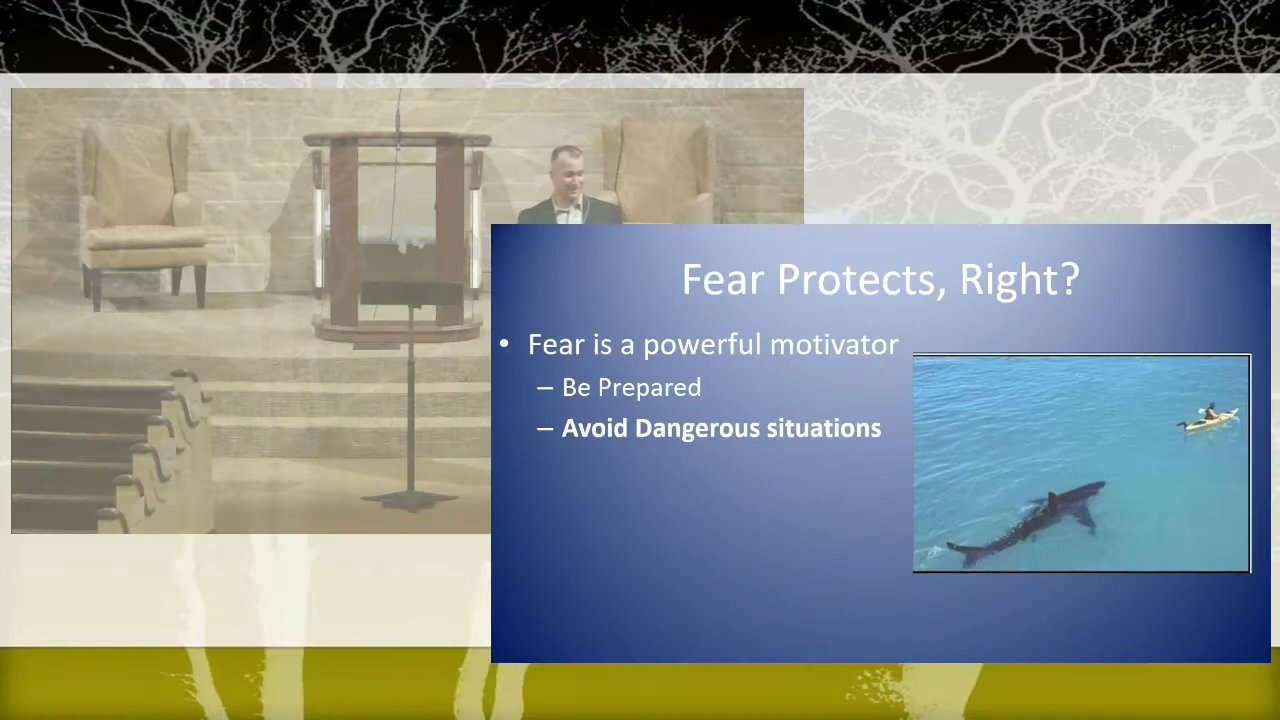 Fear Protects, Right?
• Fear is a powerful motivator
– Be Prepared
– Avoid Dangerous situations